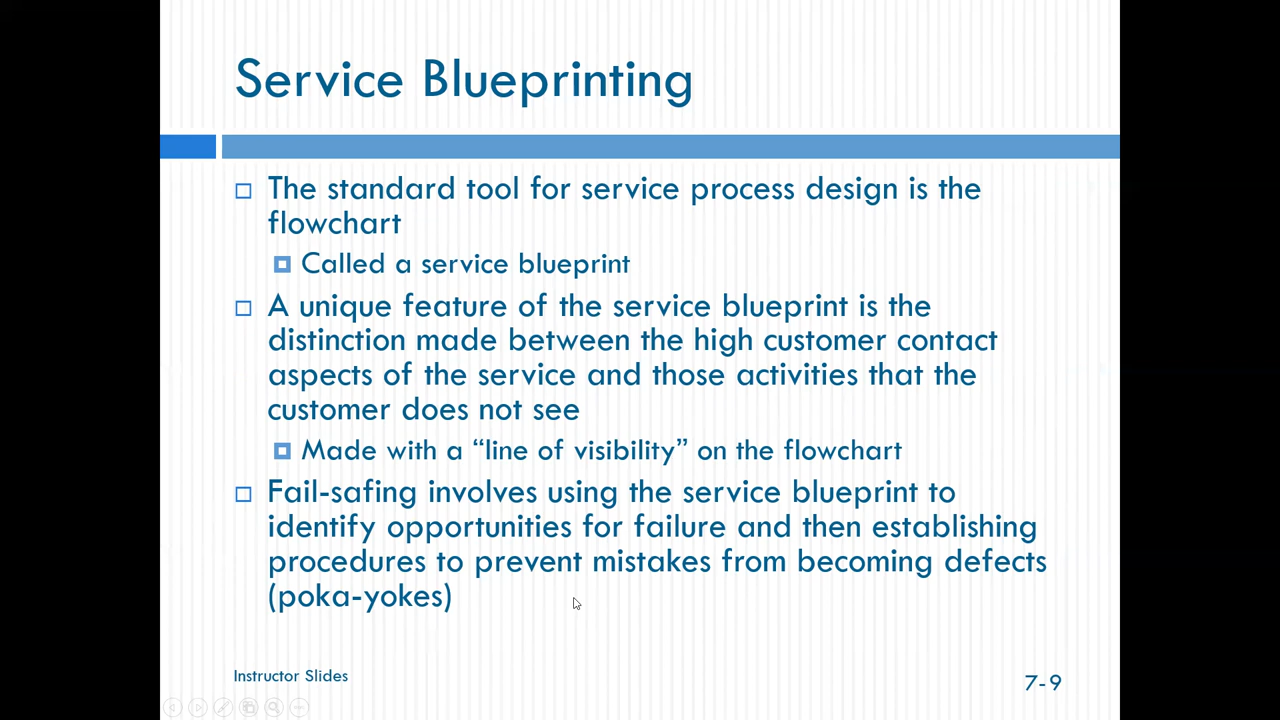 Service Blueprinting
The standard tool for service process design is the
flowchart
Called a service blueprint
A unique feature of the service blueprint is the
distinction made between the high customer contact
aspects of the service and those activities that the
customer does not see
Made with a “line of visibility” on the flowchart
Fail-safing involves using the service blueprint to
identify opportunities for failure and then establishing
procedures to prevent mistakes from becoming defects
(poka-yokes)
Instructor Slides
7-9